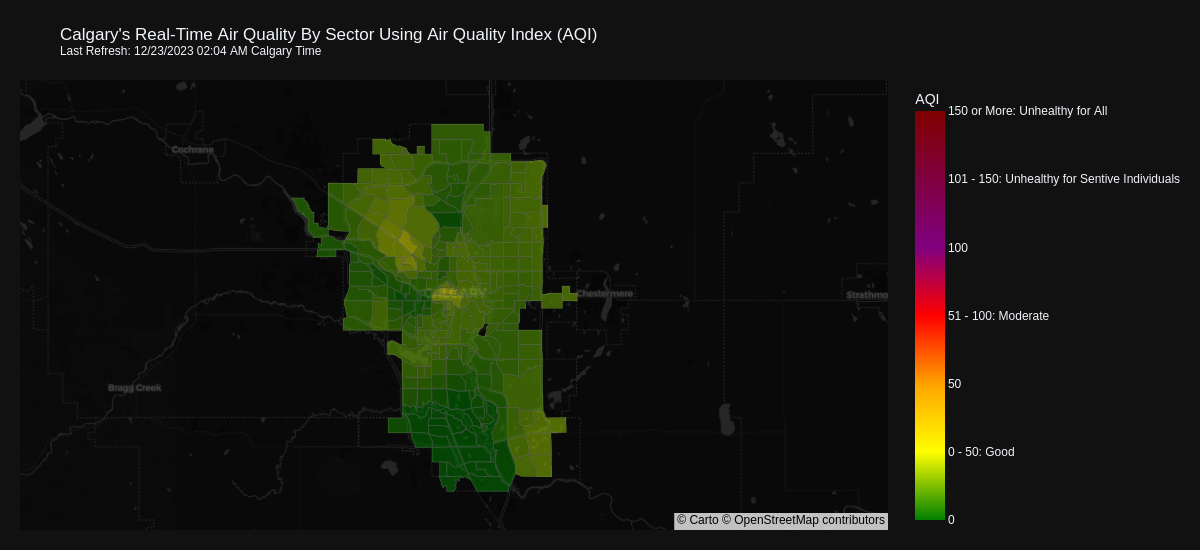 Calgary's Real-Time Air Quality By Sector Using Air Quality Index (AQI)
Last Refresh: 12/23/2023 02:04 AM Calgary Time
AQI
150 or More: Unhealthy for All
Cochrane
101 - 150: Unhealthy for Sentive Individuals
100
CALGARY
Chestermere
Strathmo
51 - 100: Moderate
50
Bragg Creek
0 - 50: Good
© Carto © OpenStreetMap contributors
0